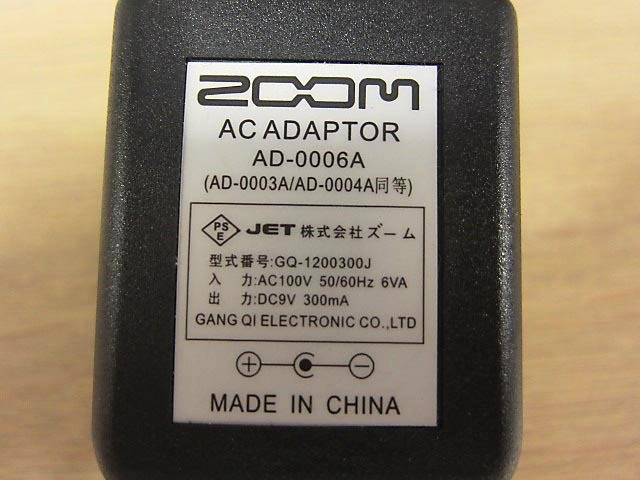 ZOOM
AC ADAPTOR
AD-0006A
(AD-0003A/AD-0004A同等)
PS E JET 株式会社ズーム
型式番号:GQ-1200300J
入 力:AC100V 50/60Hz 6VA
出 力:DC9V 300mA
GANG QI ELECTRONIC CO.,LTD
MADE IN CHINA